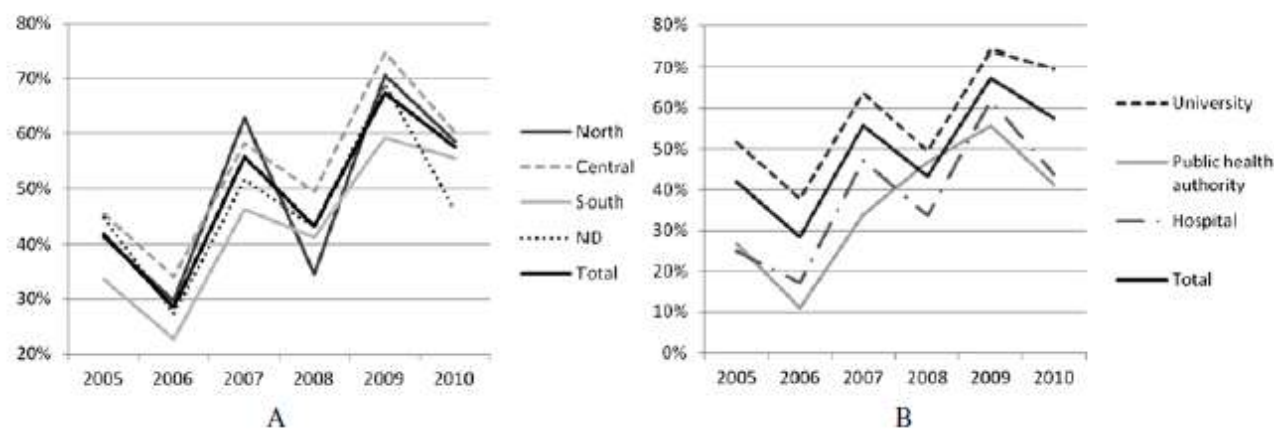 80%
70%
60%
50%
40%
30%
20%
2005 2006 2007 2008 2009 2010
North
Central
South
ND
Total
A
80%
70%
60%
50%
40%
30%
20%
10%
0%
2005 2006 2007 2008 2009 2010
University
Public health
authority
Hospital
Total
B